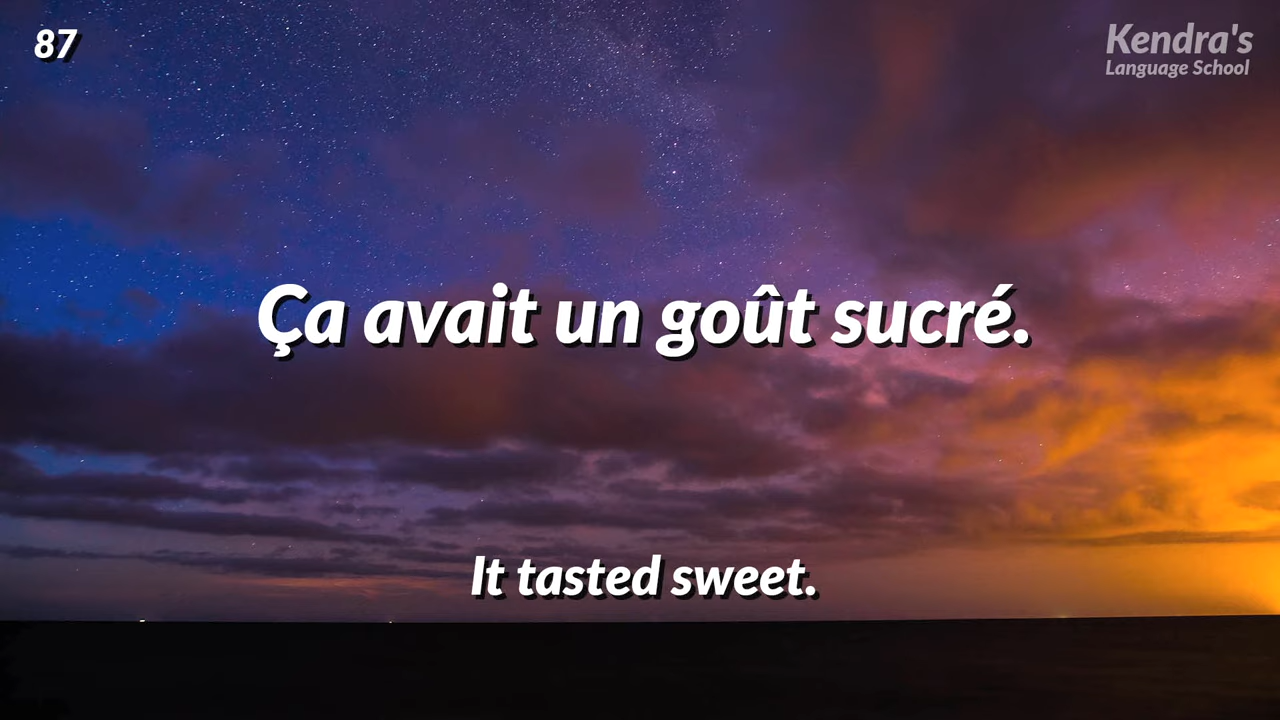 87
Kendra's
Language School
Ça avait un goût sucré.
It tasted sweet.